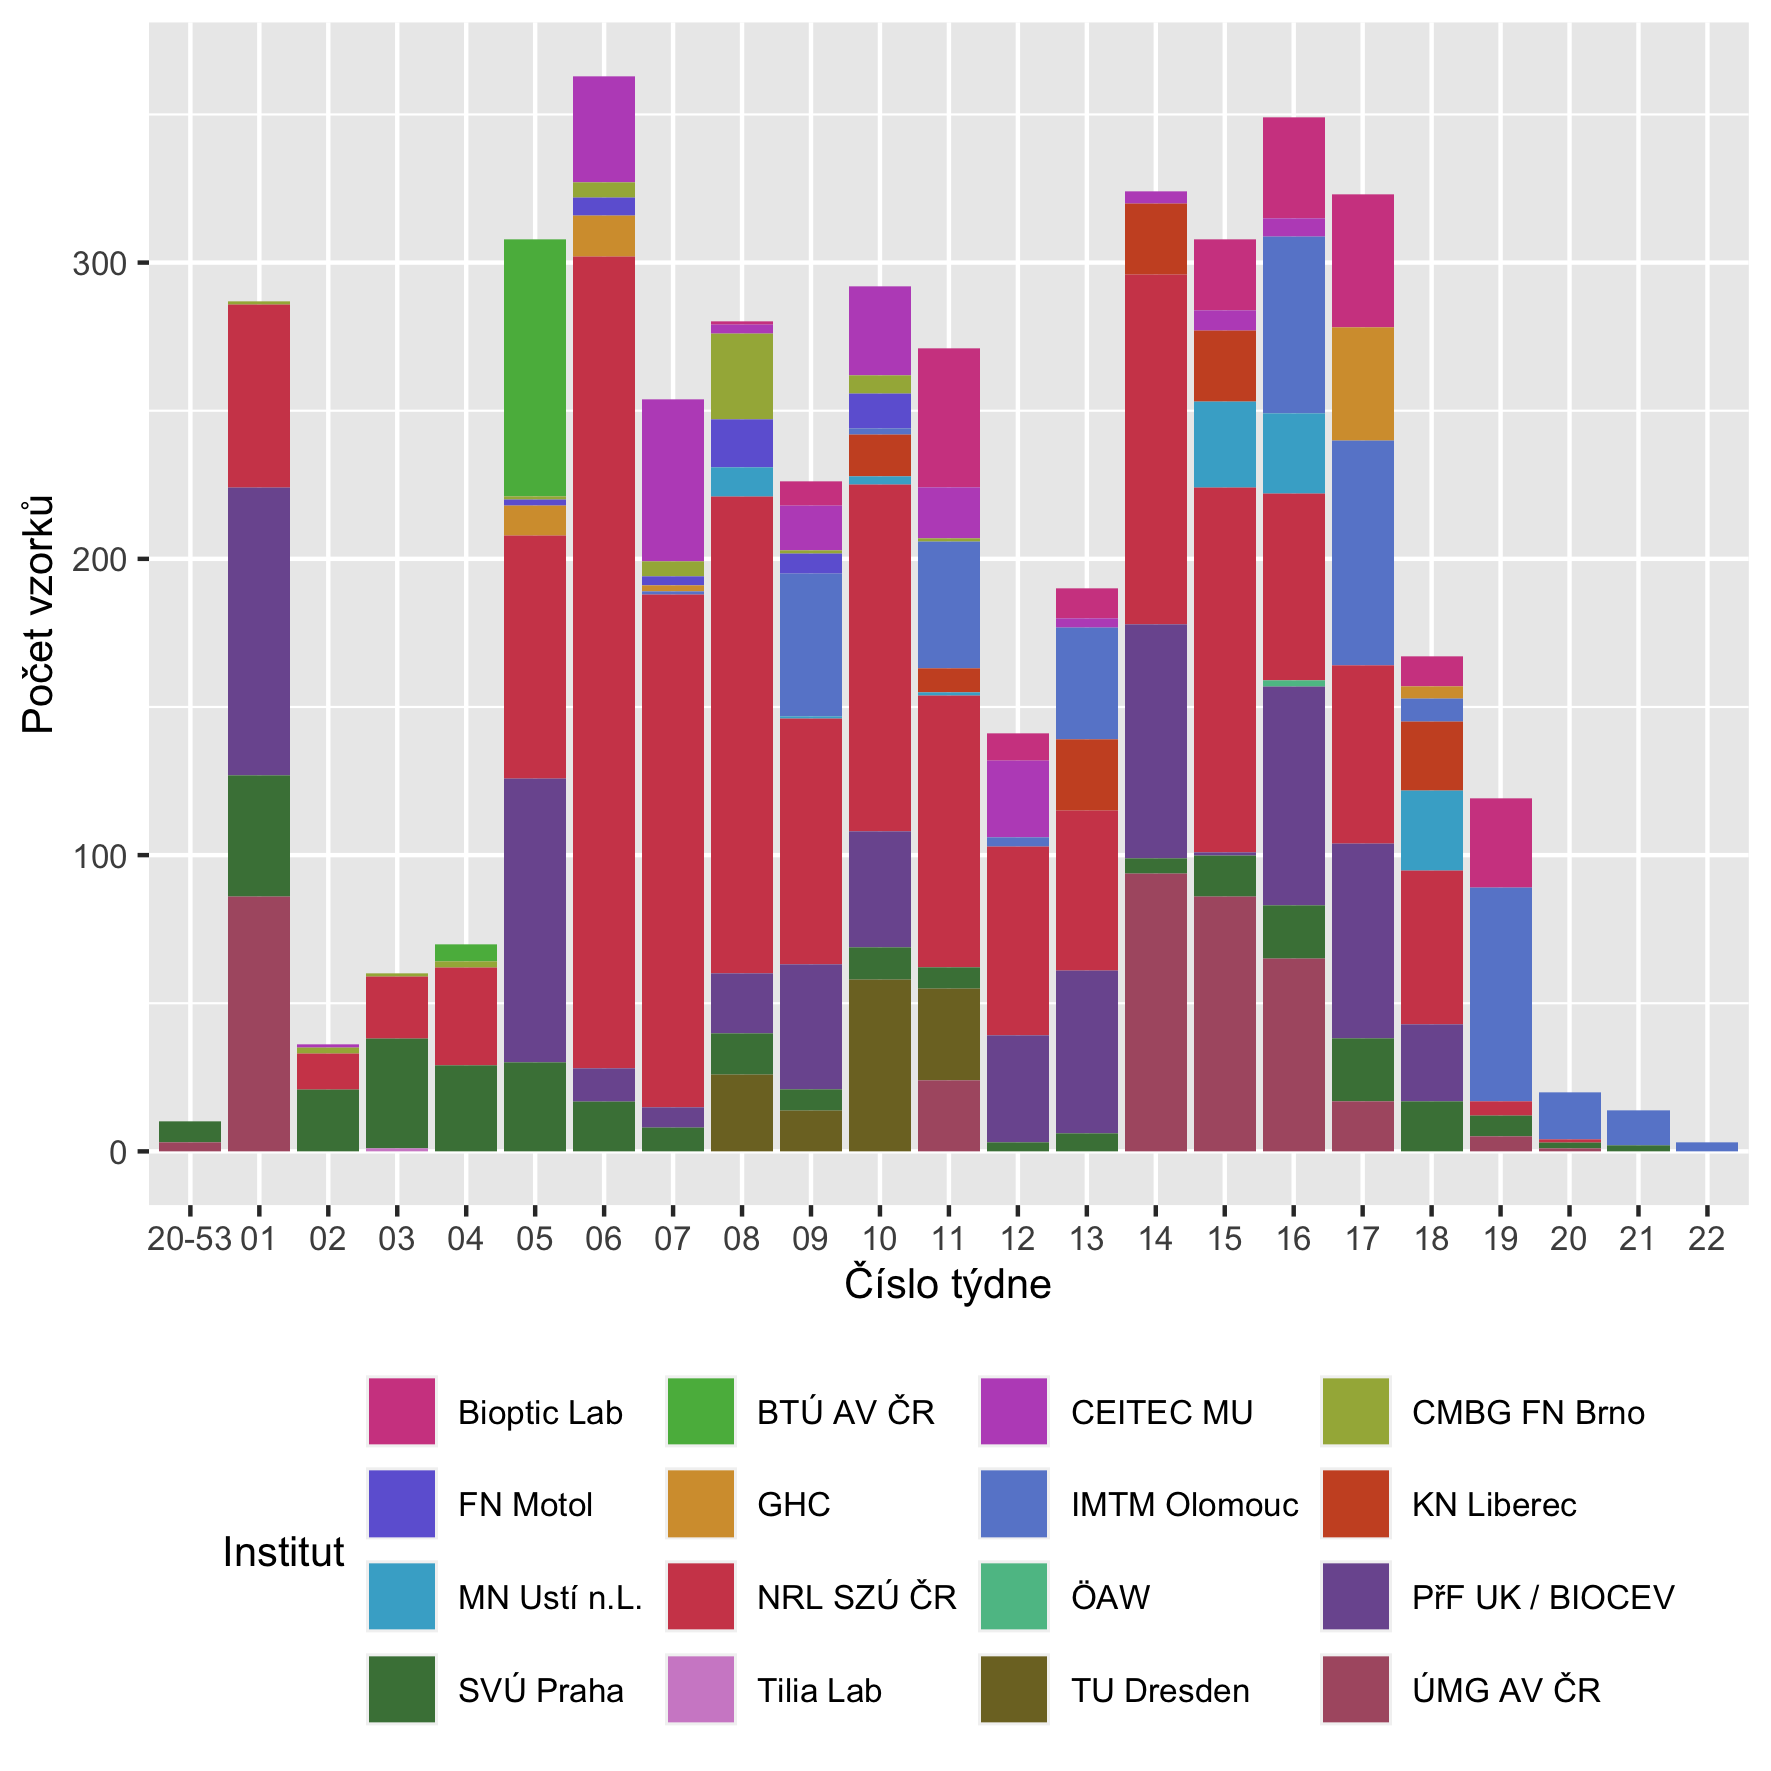 300
200
100
0
Počet vzorků
20-53 01 02 03 04 05 06 07 08 09 10 11 12 13 14 15 16 17 18 19 20 21 22
Číslo týdne
Institut
Bioptic Lab BTÚ AV ČR CEITEC MU CMBG FN Brno
FN Motol GHC IMTM Olomouc KN Liberec
MN Ustí n.L. NRL SZÚ ČR ÖAW PřF UK / BIOCEV
SVÚ Praha Tilia Lab TU Dresden ÚMG AV ČR